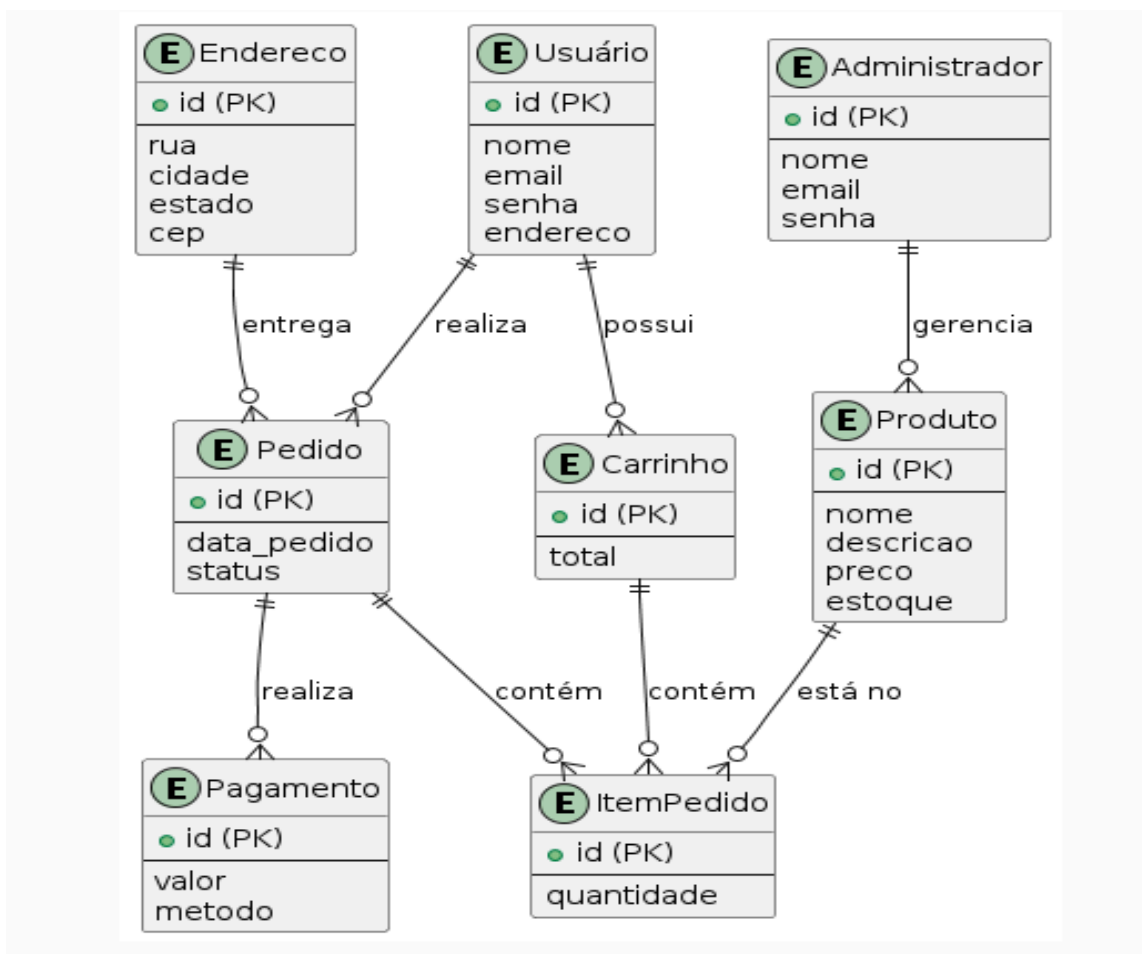 E Endereco
id (PK)
rua
cidade
estado
cep
E Usuário
id (PK)
nome
email
senha
endereco
E Administrador
id (PK)
nome
email
senha
entrega
realiza
possui
gerencia
E Pedido
id (PK)
data_pedido
status
E Carrinho
id (PK)
total
E Produto
id (PK)
nome
descricao
preco
estoque
realiza
contém
contém
está no
E Pagamento
id (PK)
valor
metodo
E ItemPedido
id (PK)
quantidade